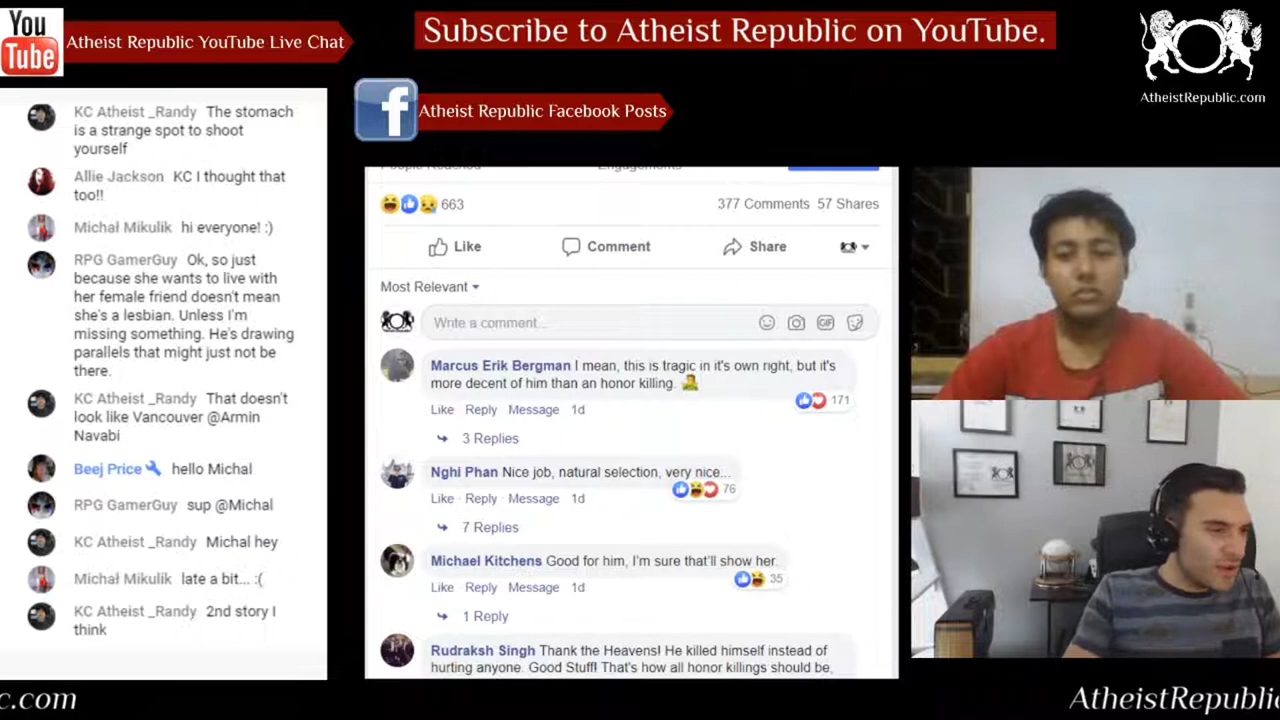 You
Tube
Atheist Republic YouTube Live Chat
Subscribe to Atheist Republic on YouTube.
AtheistRepublic.com
f
Atheist Republic Facebook Posts
KC Atheist _Randy The stomach
is a strange spot to shoot
yourself
Allie Jackson KC I thought that
too!!
Michał Mikulik hi everyone! :)
RPG GamerGuy Ok, so just
because she wants to live with
her female friend doesn't mean
she's a lesbian. Unless I'm
missing something. He's drawing
parallels that might just not be
there.
KC Atheist _Randy That doesn't
look like Vancouver @Armin
Navabi
Beej Price hello Michal
RPG GamerGuy sup @Michal
KC Atheist _Randy Michal hey
Michał Mikulik late a bit... :(
KC Atheist _Randy 2nd story I
think
People Reached Engagements
663 377 Comments 57 Shares
Like Comment Share
Most Relevant
Write a comment...
GIF
Marcus Erik Bergman I mean, this is tragic in it's own right, but it's
more decent of him than an honor killing.
171
Like Reply Message 1d
3 Replies
Nghi Phan Nice job, natural selection, very nice...
76
Like · Reply · Message · 1d
7 Replies
Michael Kitchens Good for him, I'm sure that'll show her.
35
Like · Reply · Message · 1d
1 Reply
Rudraksh Singh Thank the Heavens! He killed himself instead of
hurting anyone. Good Stuff! That's how all honor killings should be,
c.com
AtheistRepublic